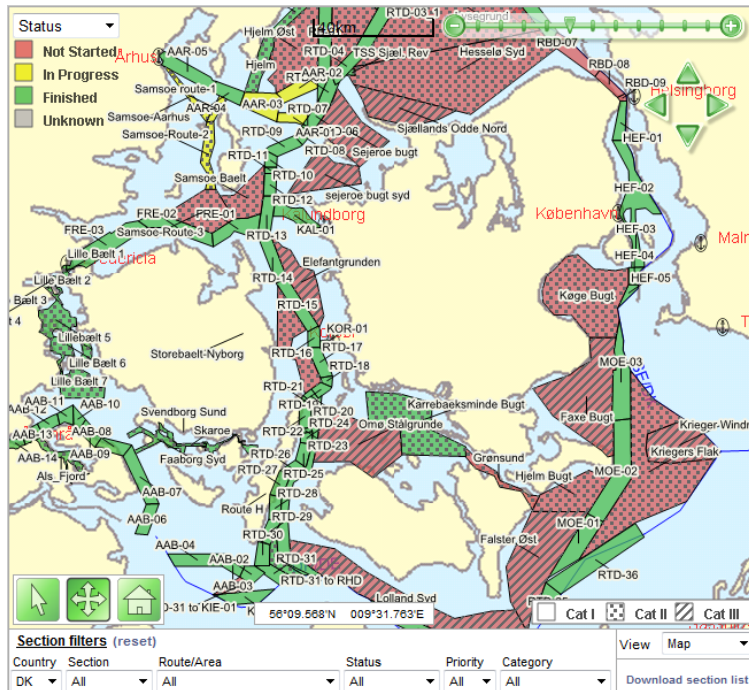 Status
Not Started
In Progress
Finished
Unknown
Hjelm Øst
RTD-03_1
RTD-04
TSS Sjæl. Rev
Hesselø Syd
RBD-07
RBD-08
RBD-09
Helsingborg
AAR-05
Hjelm
AAR-02
Samsoe route-1
AAR-04
AAR-03
RTD-07
Samsoe-Aarhus
Samsoe-Route-2
RTD-09
RTD-08
Sjællands Odde Nord
Sejeroe bugt
RTD-11
RTD-10
sejeroe bugt syd
Samsoe Baelt
RTD-12
HEF-01
HEF-02
FRE-02
PRE-01
Kalundborg
København
FRE-03
Samsoe-Route-3
RTD-13
KAL-01
HEF-03
HEF-04
HEF-05
Lille Bælt 1
Elefantgrunden
Lille Bælt 2
RTD-14
Bælt 3
RTD-15
Køge Bugt
Lillebælt 5
Storebaelt-Nyborg
KOR-01
RTD-17
RTD-16
Lille Bælt 6
RTD-18
MOE-03
Lille Bælt 7
RTD-21
AAB-11
AAB-10
AAB-12
Svendborg Sund
RTD-19
RTD-20
Karrebaeksminde Bugt
AAB-13
AAB-08
Skaroe
RTD-22
RTD-24
Omø Stålgrunde
Faxe Bugt
Krieger-Windr
RTD-23
AAB-14
AAB-09
Faaborg Syd
RTD-26
Grønsund
Kriegers Flak
Als_Fjord
RTD-27
RTD-25
Hjelm Bugt
MOE-02
AAB-07
RTD-28
Route H
RTD-29
AAB-06
MOE-01
RTD-30
Falster Øst
AAB-04
AAB-02
RTD-31
RTD-36
AAB-03
RTD-31 to RHD
Lolland Syd
KIE-01
56°09.568'N 009°31.763'E
Cat I Cat II Cat III
Section filters (reset)
View Map
Country Section Route/Area Status Priority Category
DK All All All All All
Download section list